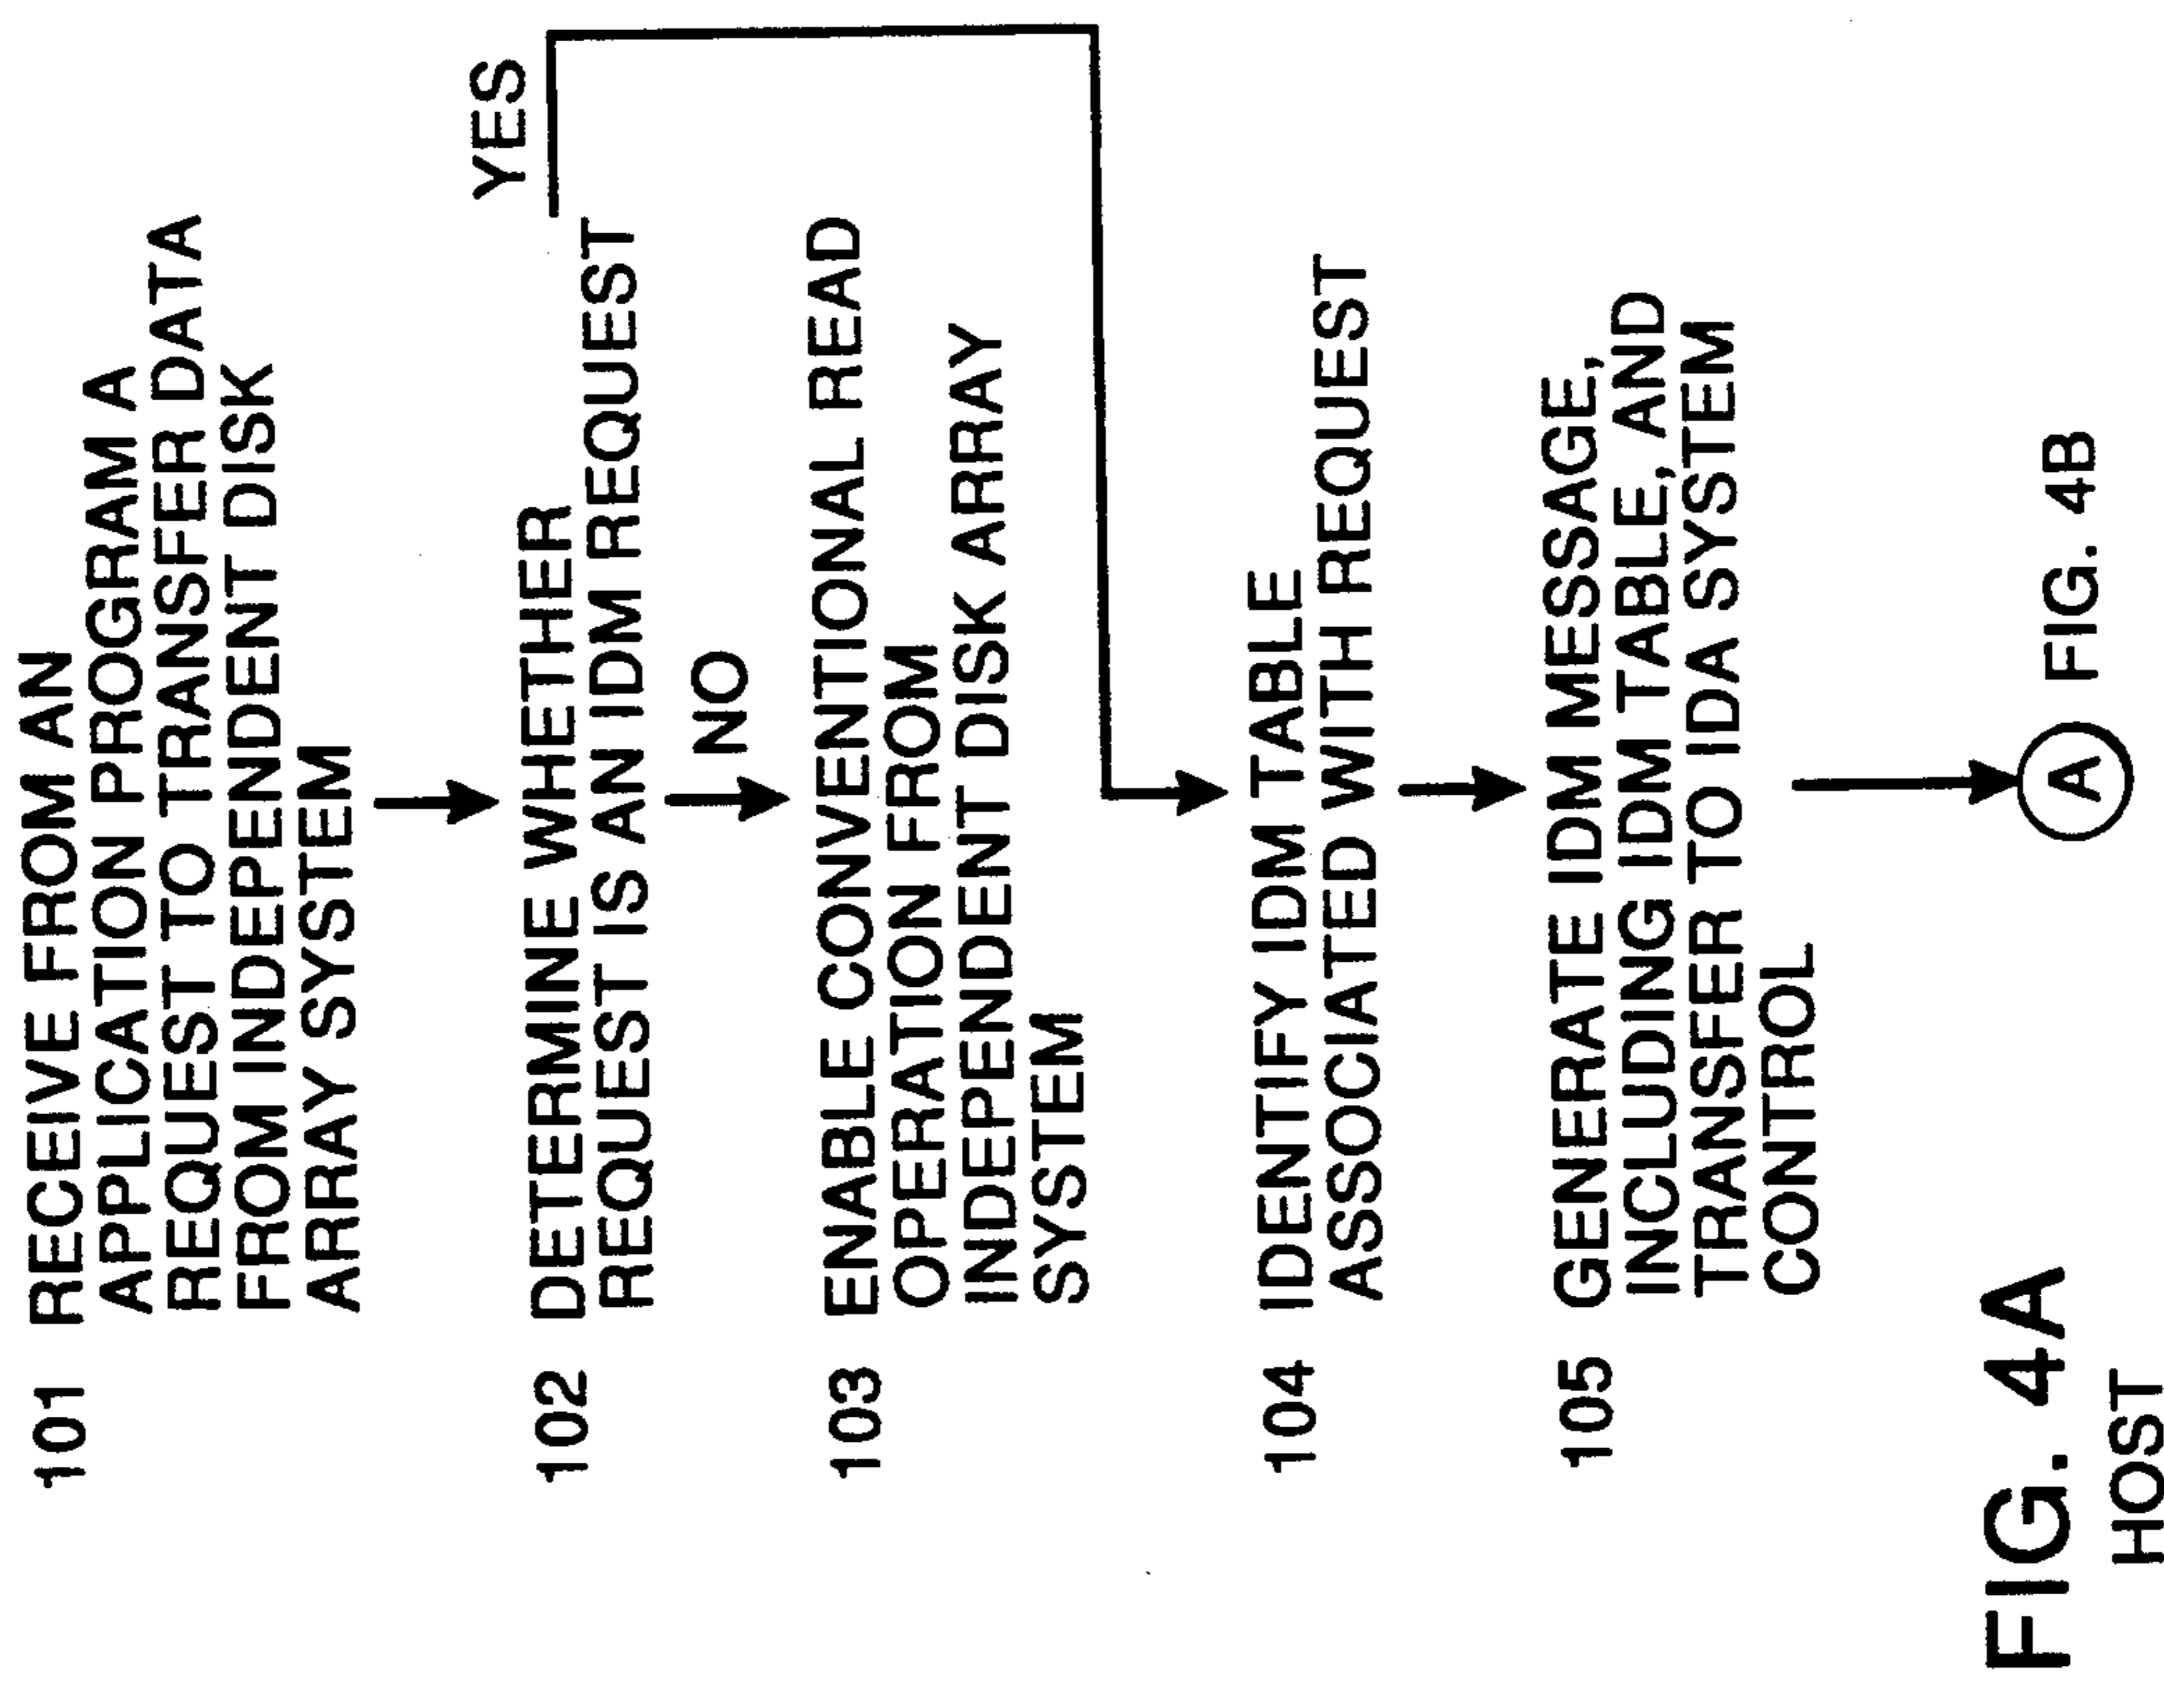 101 RECEIVE FROM AN
APPLICATION PROGRAM A
REQUEST TO TRANSFER DATA
FROM INDEPENDENT DISK
ARRAY SYSTEM
YES
102 DETERMINE WHETHER
REQUEST IS AN IDM REQUEST
NO
103 ENABLE CONVENTIONAL READ
OPERATION FROM
INDEPENDENT DISK ARRAY
SYSTEM
104 IDENTIFY IDM TABLE
ASSOCIATED WITH REQUEST
105 GENERATE IDM MESSAGE,
INCLUDING IDM TABLE, AND
TRANSFER TO IDA SYSTEM
CONTROL
A FIG. 4B
FIG. 4A
HOST